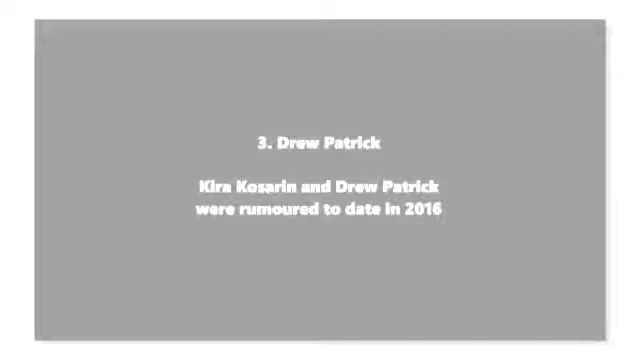 3. Drew Patrick
Kira Kosarin and Drew Patrick
were rumoured to date in 2016